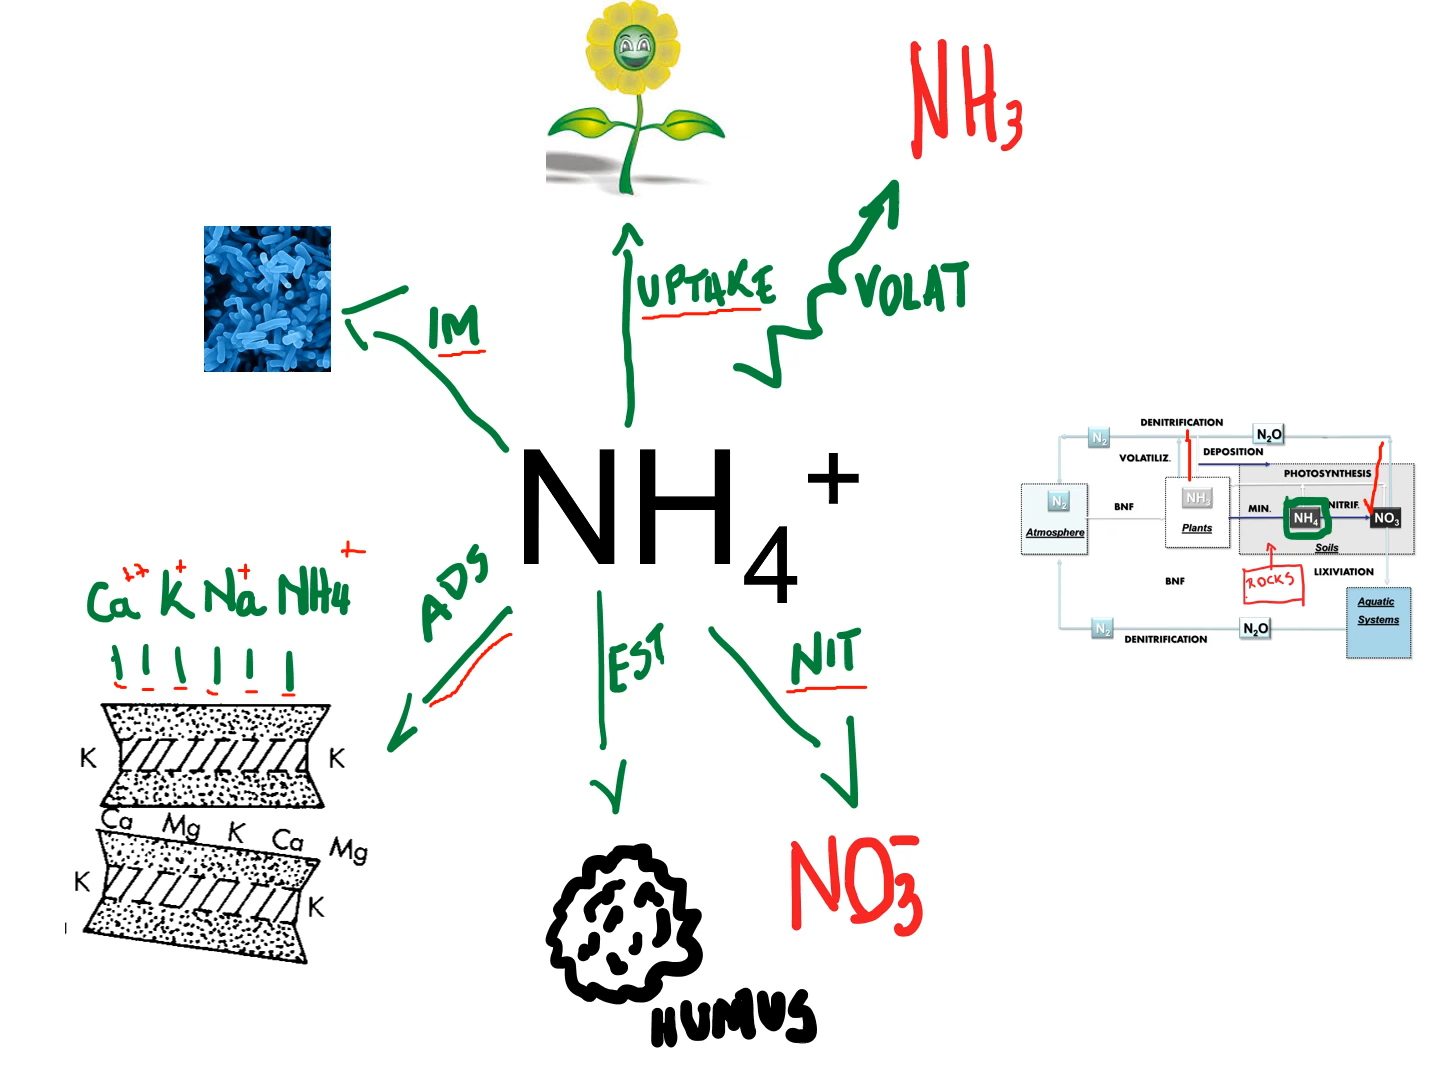 NH3
UPTAKE
VOLAT
IM
NH4+
DENITRIFICATION
N2
N2O
VOLATILIZ.
DEPOSITION
PHOTOSYNTHESIS
N2
NH3
BNF
MIN.
NH4
NITRIF.
NO3
Atmosphere
Plants
Soils
ROCKS
LIXIVIATION
BNF
Aquatic
Systems
N2
N2O
DENITRIFICATION
ADS
EST
NIT
Ca++ K+ Na+ NH4+
K
K
Ca Mg K Ca Mg
K
K
NO3-
HUMUS